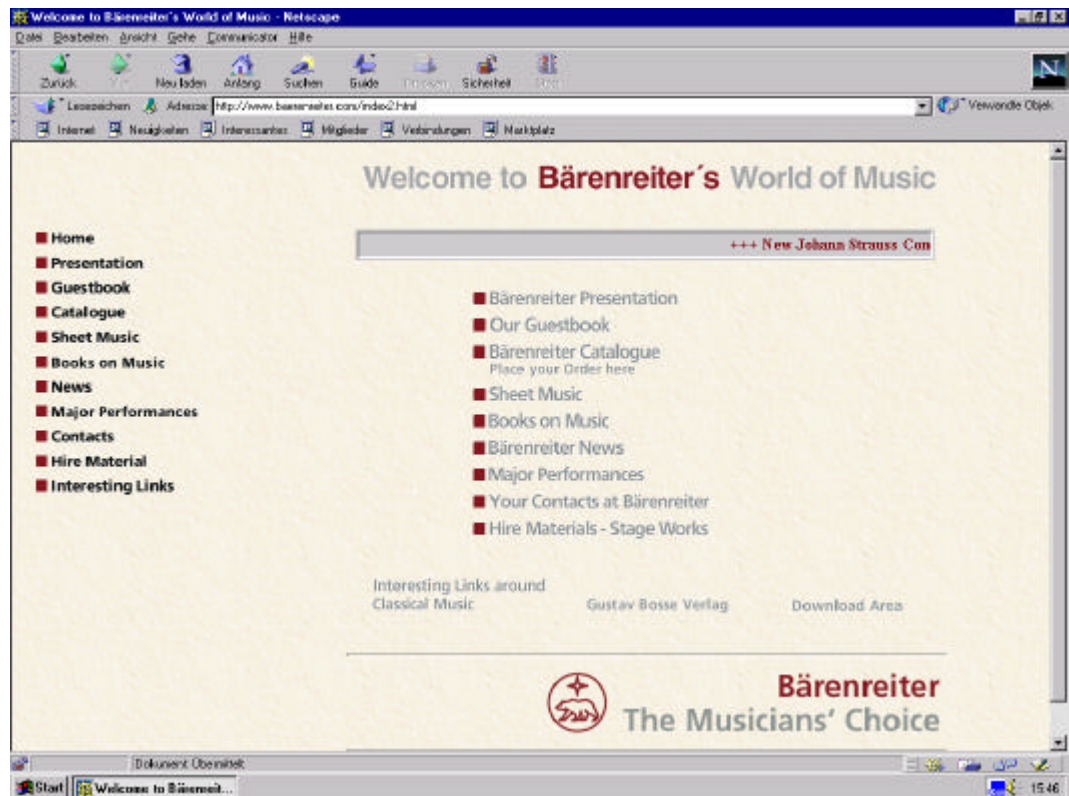 Welcome to Bärenreiter´s World of Music - Netscape
Datei Bearbeiten Ansicht Gehe Communicator Hilfe
Zurück Neu laden Anfang Suchen Guide Drucken Sicherheit Stop
Lesezeichen Adresse http://www.baerenreiter.com/index2.html Verwandte Objek
Internet Neuigkeiten Interessantes Mitglieder Verbindungen Marktplatz
Welcome to Bärenreiter´s World of Music
+++ New Johann Strauss Con
Home
Presentation
Guestbook
Catalogue
Sheet Music
Books on Music
News
Major Performances
Contacts
Hire Material
Interesting Links
Bärenreiter Presentation
Our Guestbook
Bärenreiter Catalogue
Place your Order here
Sheet Music
Books on Music
Bärenreiter News
Major Performances
Your Contacts at Bärenreiter
Hire Materials - Stage Works
Interesting Links around
Classical Music
Gustav Bosse Verlag
Download Area
Bärenreiter
The Musicians' Choice
Dokument Übermittelt
Start Welcome to Bärenreit... 15:46